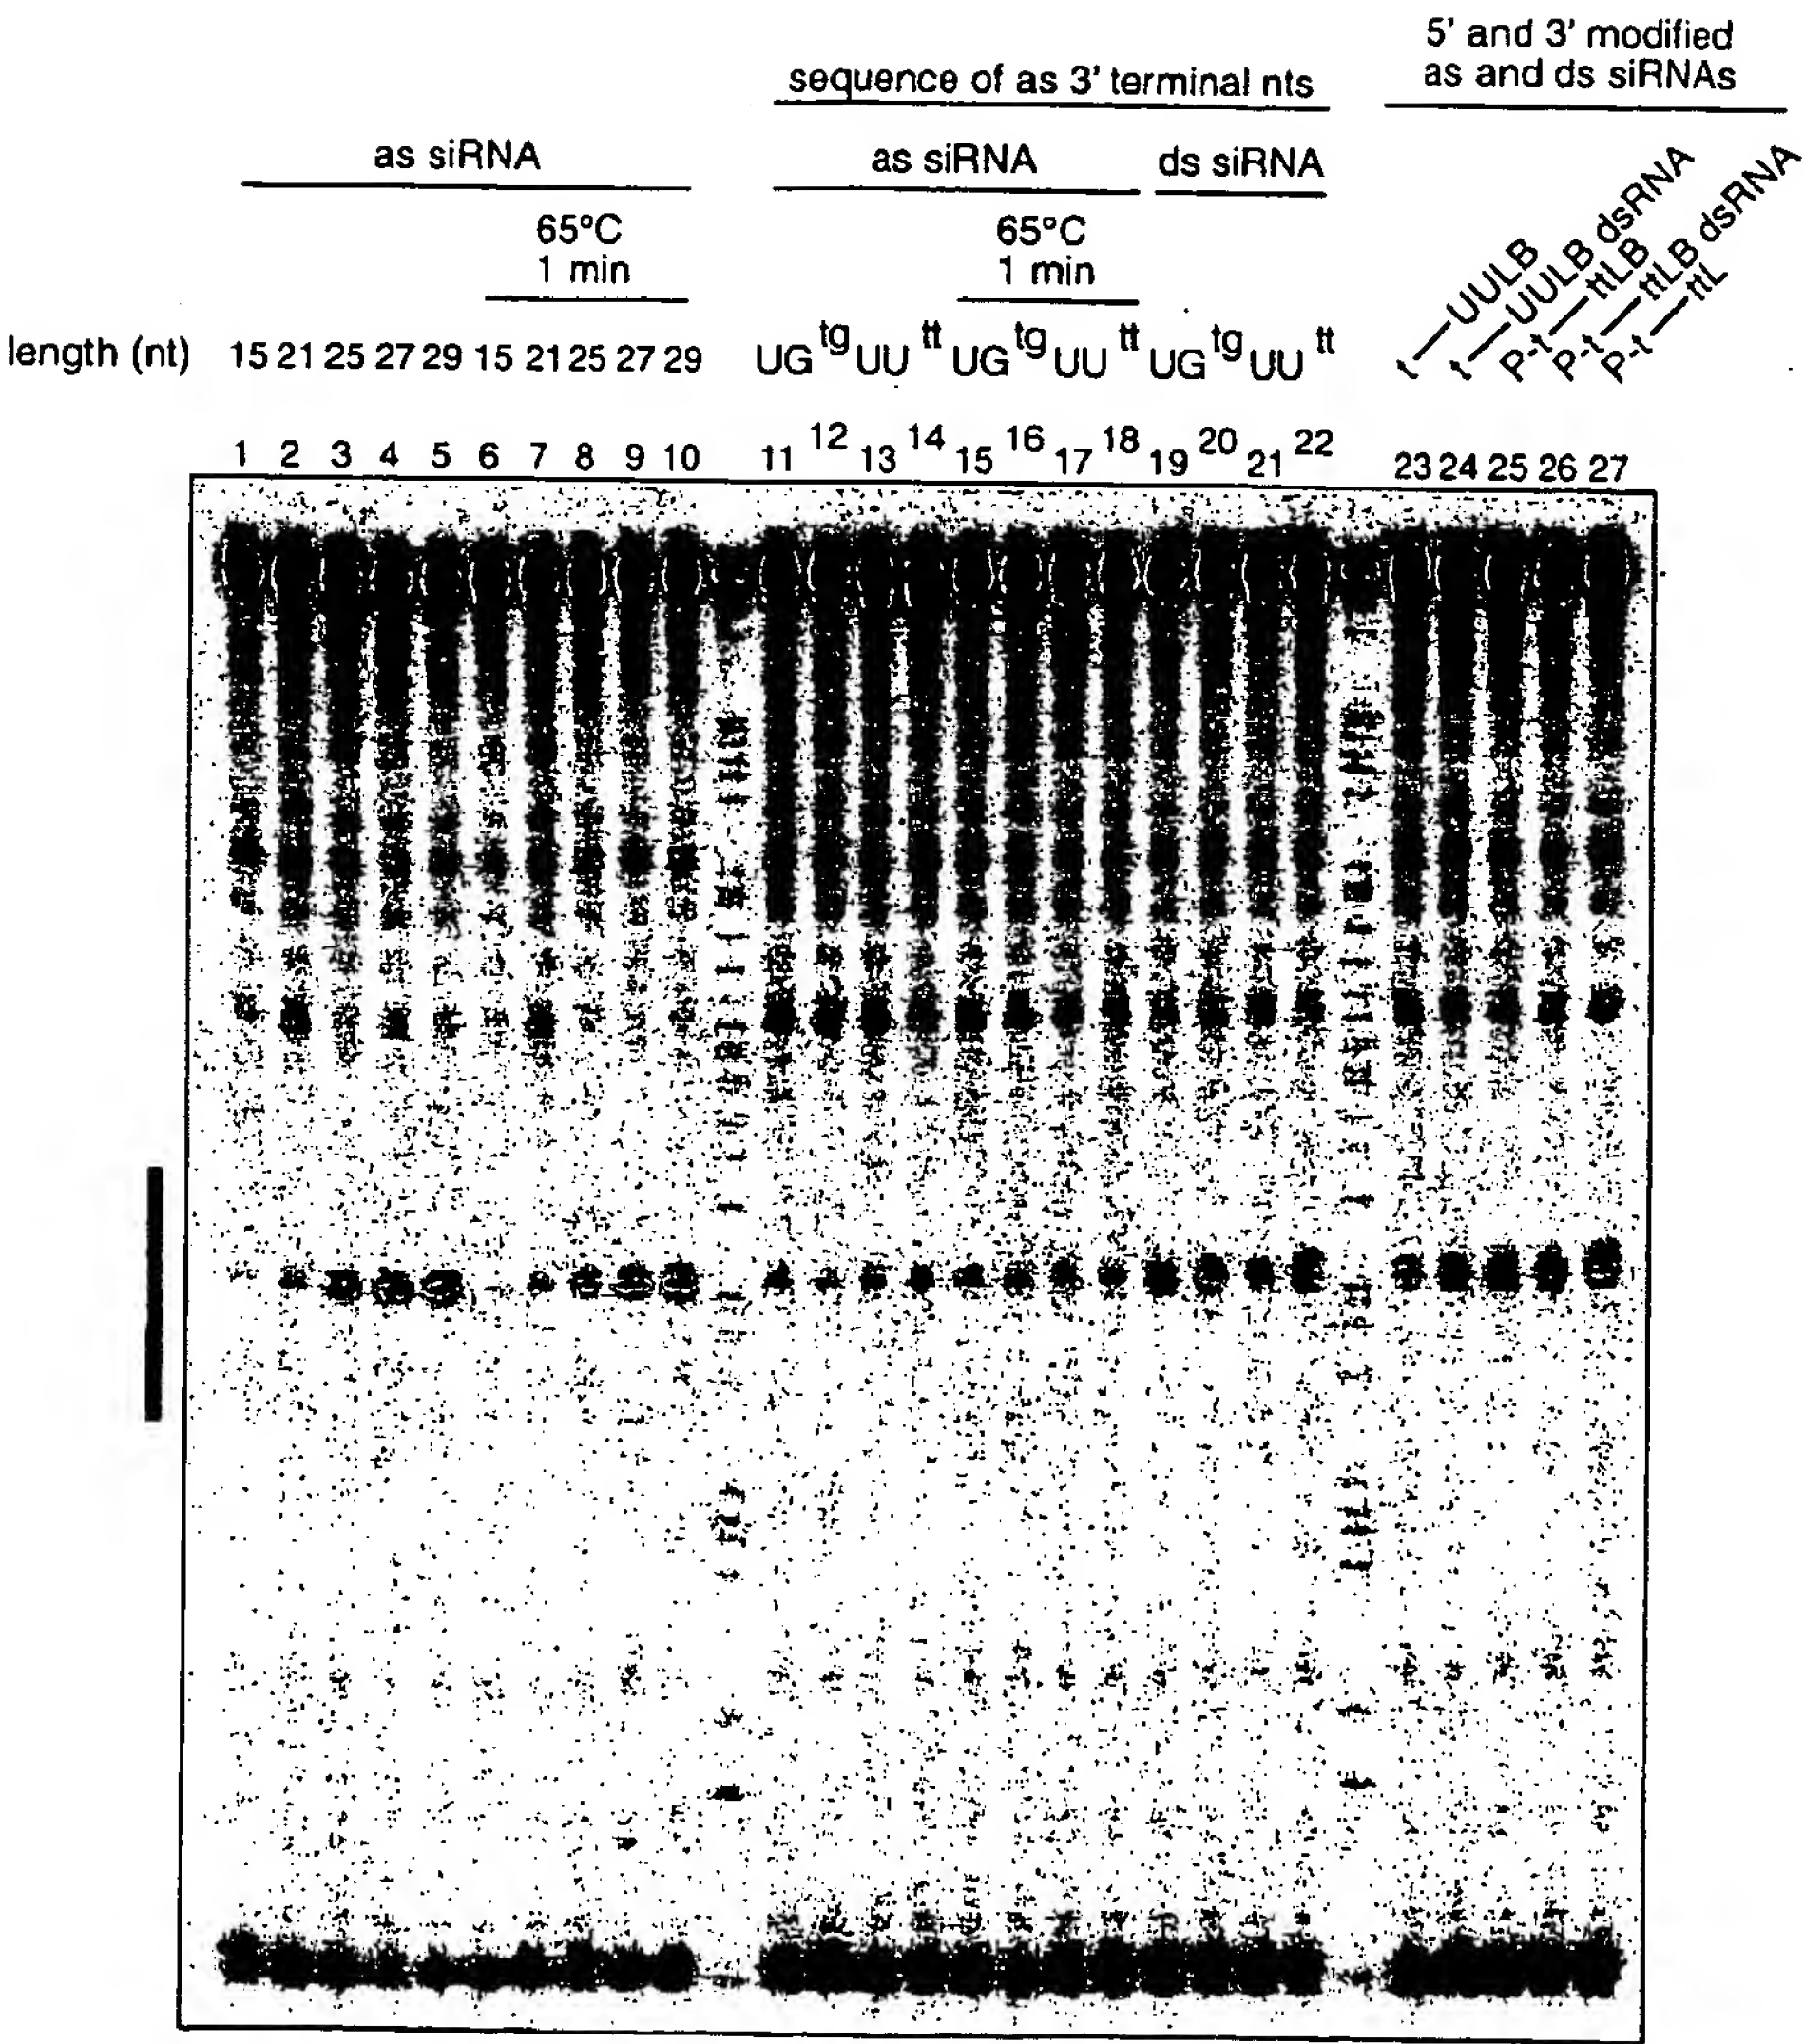 5' and 3' modified
as and ds siRNAs
sequence of as 3' terminal nts
as siRNA as siRNA ds siRNA
65ºC 65ºC
1 min 1 min
t—UULB
t—UULB dsRNA
P-t—ttLB
P-t—ttLB dsRNA
P-t—ttL
length (nt) 15 21 25 27 29 15 21 25 27 29 UG tg UU tt UG tg UU tt UG tg UU tt
1 2 3 4 5 6 7 8 9 10 11 12 13 14 15 16 17 18 19 20 21 22 23 24 25 26 27